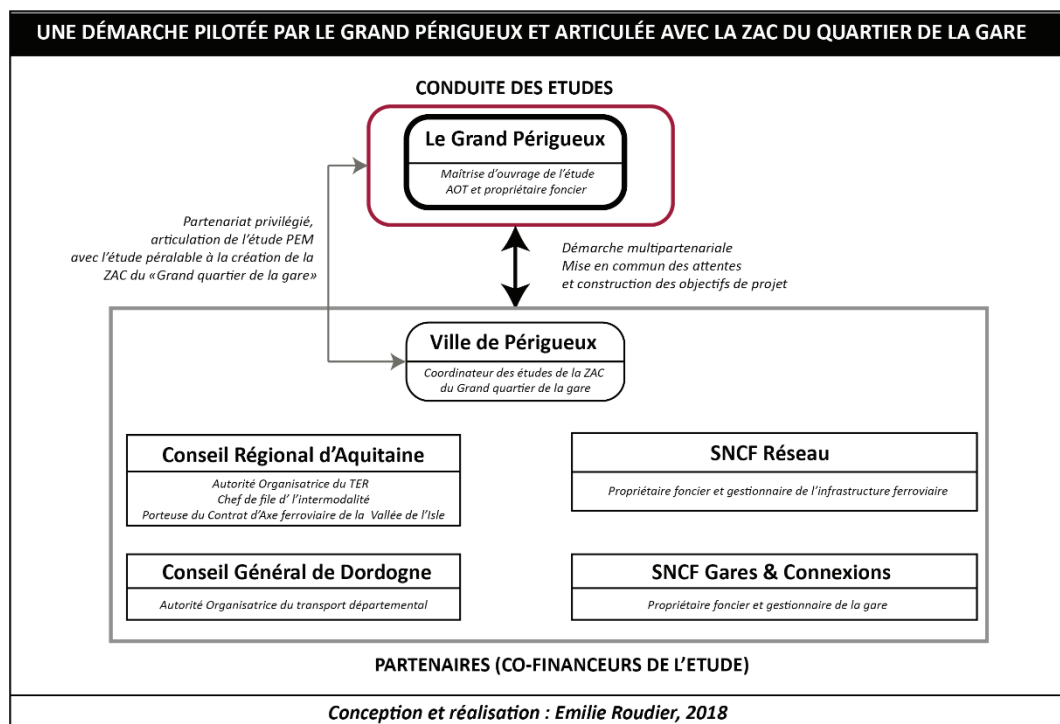 UNE DÉMARCHE PILOTÉE PAR LE GRAND PÉRIGUEUX ET ARTICULÉE AVEC LA ZAC DU QUARTIER DE LA GARE
CONDUITE DES ETUDES
Le Grand Périgueux
Maîtrise d'ouvrage de l'étude
AOT et propriétaire foncier
Partenariat privilégié,
articulation de l'étude PEM
avec l'étude péralable à la création de la
ZAC du «Grand quartier de la gare»
Démarche multipartenariale
Mise en commun des attentes
et construction des objectifs de projet
Ville de Périgueux
Coordinateur des études de la ZAC
du Grand quartier de la gare
Conseil Régional d'Aquitaine
Autorité Organisatrice du TER
Chef de file d' l'intermodalité
Porteuse du Contrat d'Axe ferroviaire de la Vallée de l'Isle
SNCF Réseau
Propriétaire foncier et gestionnaire de l'infrastructure ferroviaire
Conseil Général de Dordogne
Autorité Organisatrice du transport départemental
SNCF Gares & Connexions
Propriétaire foncier et gestionnaire de la gare
PARTENAIRES (CO-FINANCEURS DE L'ETUDE)
Conception et réalisation : Emilie Roudier, 2018